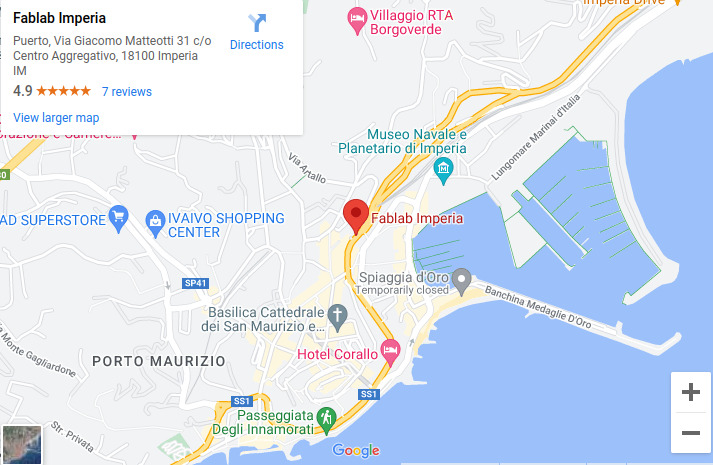 Fablab Imperia
Puerto, Via Giacomo Matteotti 31 c/o
Centro Aggregativo, 18100 Imperia
IM
Directions
4.9
7 reviews
View larger map
Villaggio RTA
Borgoverde
Imperia Drive
Museo Navale e
Planetario di Imperia
Lungomare Marinai d'Italia
Via Artallo
AD SUPERSTORE
IVAIVO SHOPPING
CENTER
Fablab Imperia
SP41
Spiaggia d'Oro
Temporarily closed
Banchina Medaglie D'Oro
Basilica Cattedrale
dei San Maurizio e...
Hotel Corallo
PORTO MAURIZIO
Via Monte Gagliardone
SS1
SS1
Passeggiata
Degli Innamorati
Str. Privata
Google